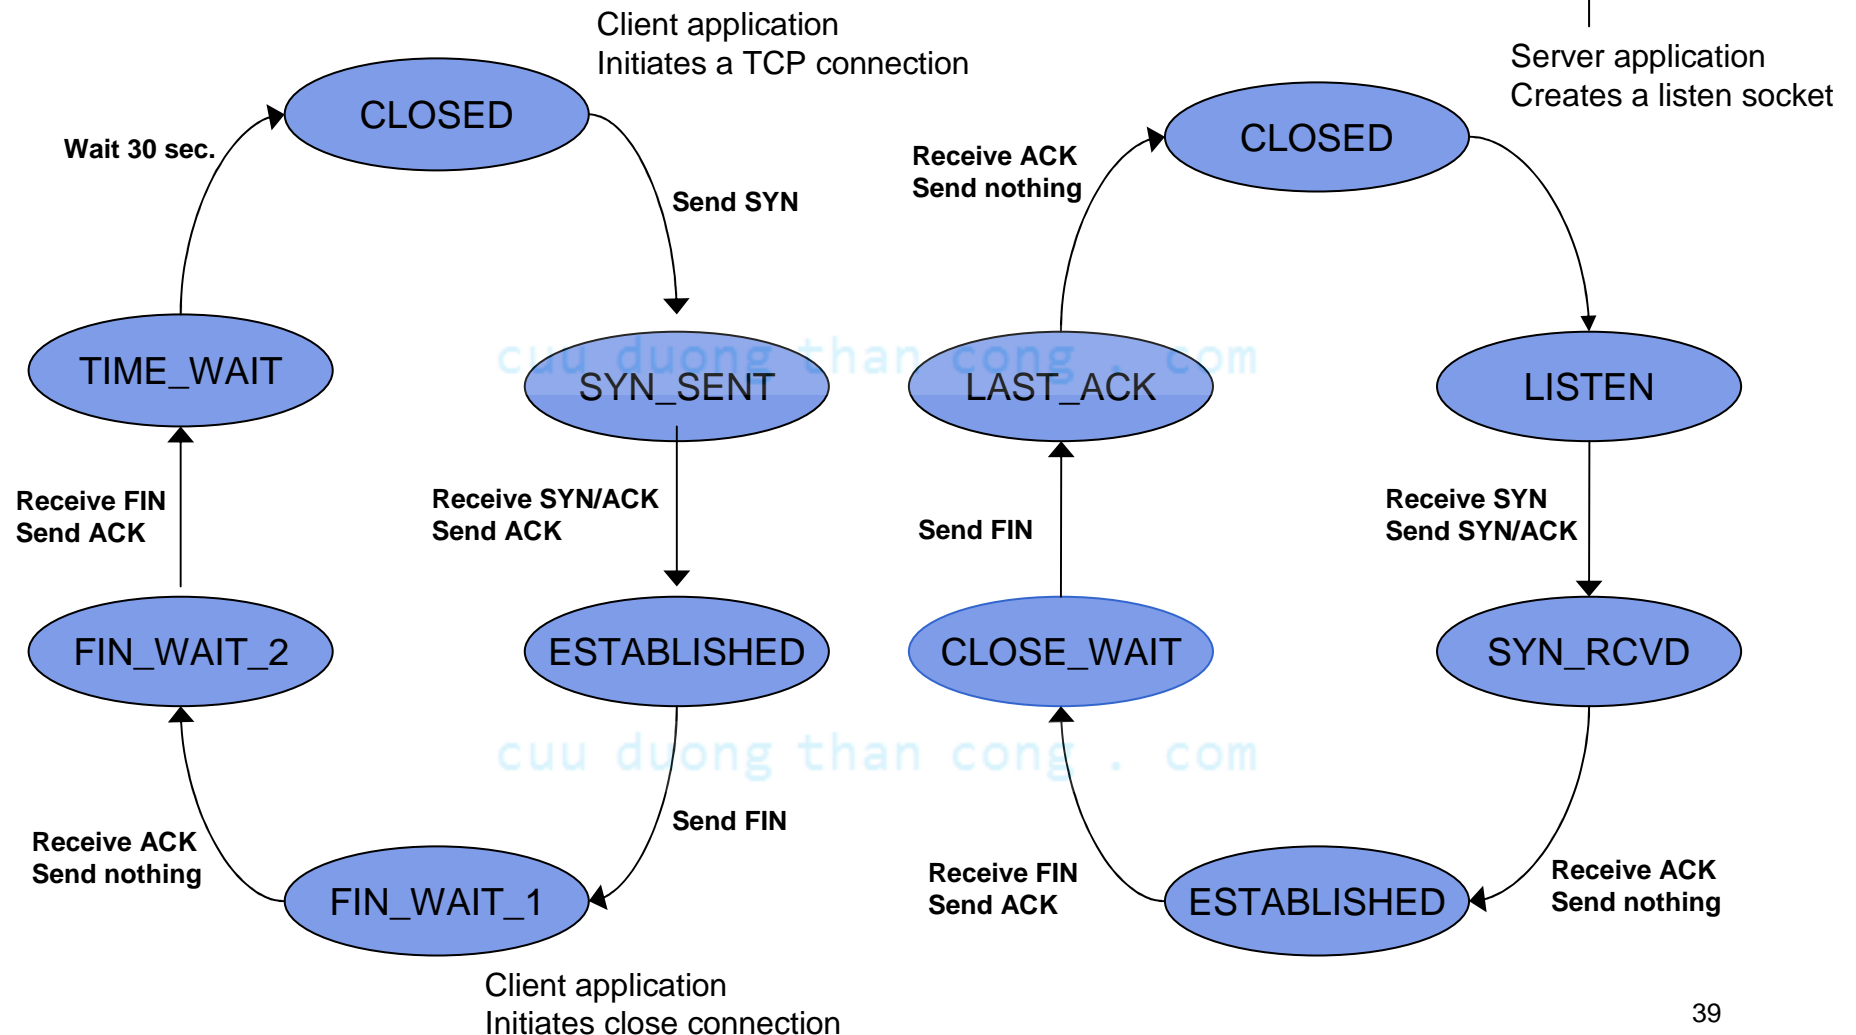 Client application
Initiates a TCP connection
CLOSED
Wait 30 sec.
Send SYN
TIME_WAIT
SYN_SENT
Receive FIN
Send ACK
Receive SYN/ACK
Send ACK
FIN_WAIT_2
ESTABLISHED
Receive ACK
Send nothing
Send FIN
FIN_WAIT_1
Client application
Initiates close connection
Server application
Creates a listen socket
CLOSED
Receive ACK
Send nothing
LAST_ACK
LISTEN
Send FIN
Receive SYN
Send SYN/ACK
CLOSE_WAIT
SYN_RCVD
Receive FIN
Send ACK
ESTABLISHED
Receive ACK
Send nothing
cuu duong than cong . com
cuu duong than cong . com
39